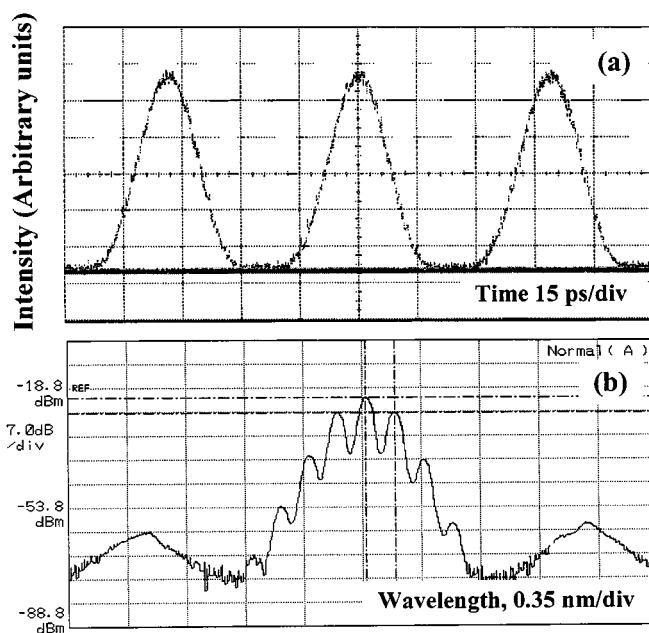 Intensity (Arbitrary units)
(a)
Time 15 ps/div
Normal ( A )
(b)
-18.8
dBm
REF
7.0dB
/div
-53.8
dBm
-88.8
dBm
Wavelength, 0.35 nm/div